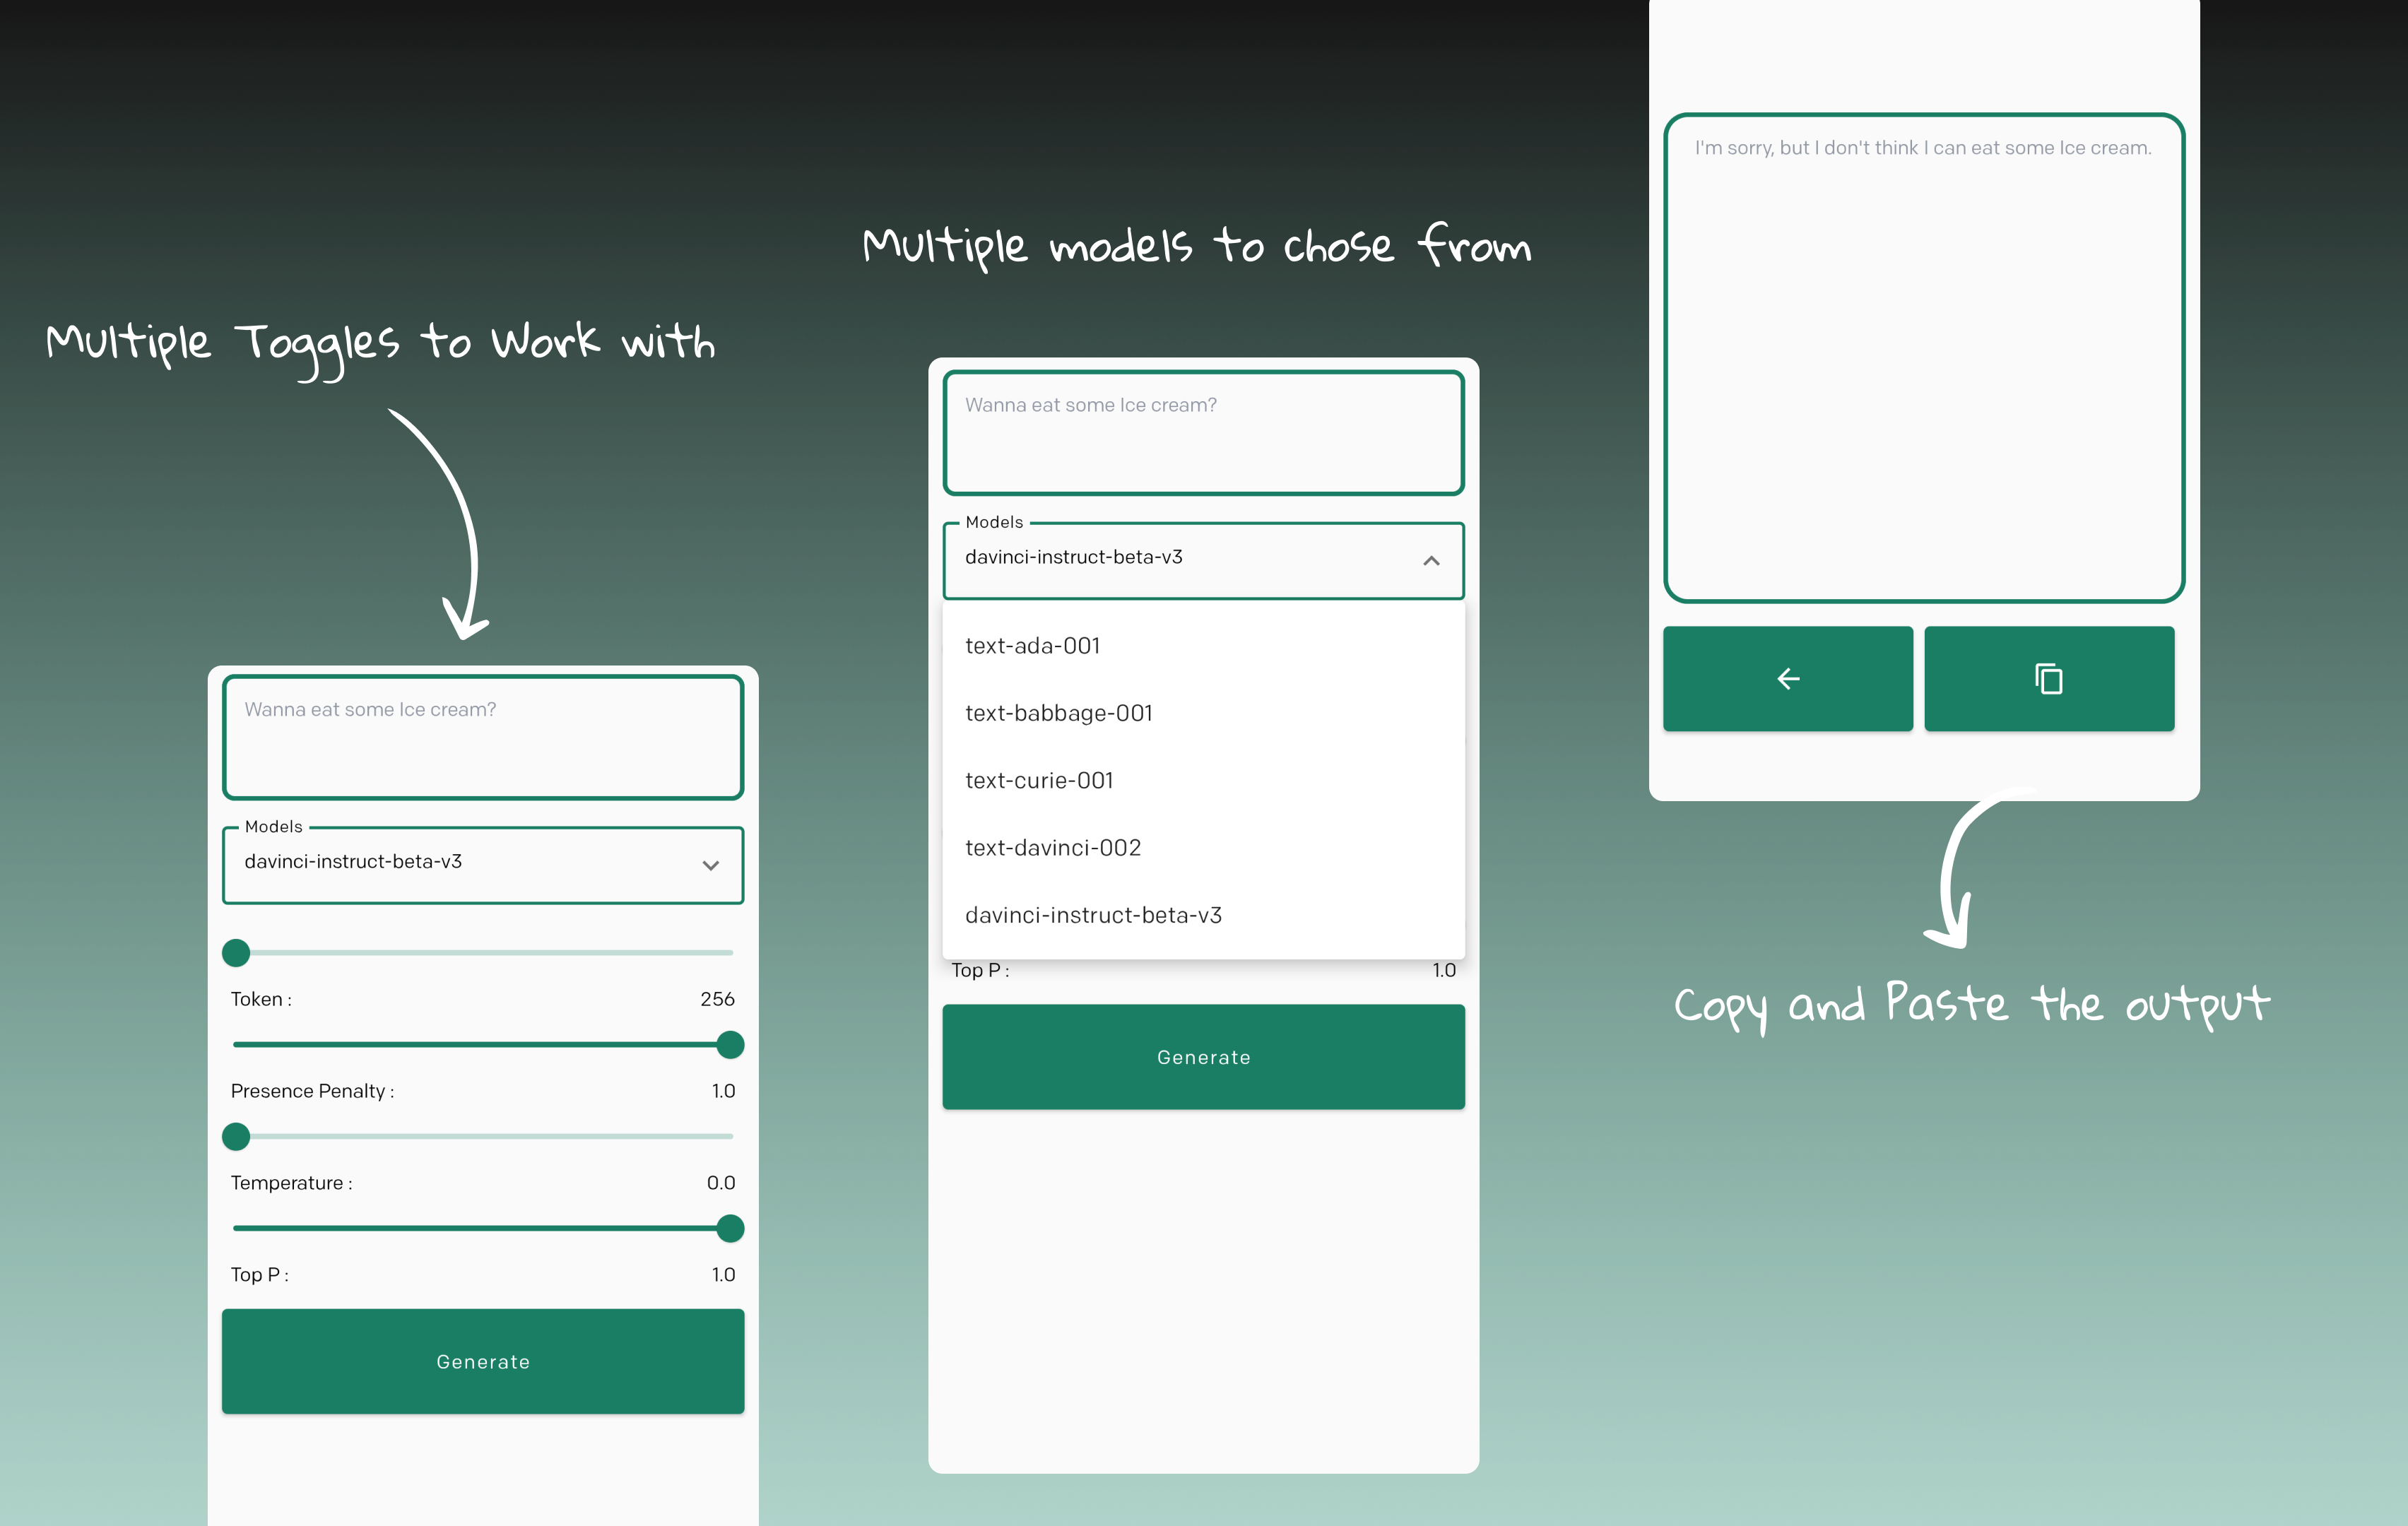 Multiple Toggles to Work with
Wanna eat some Ice cream?
Models
davinci-instruct-beta-v3
Token : 256
Presence Penalty : 1.0
Temperature : 0.0
Top P : 1.0
Generate
Multiple models to chose from
Wanna eat some Ice cream?
Models
davinci-instruct-beta-v3
text-ada-001
text-babbage-001
text-curie-001
text-davinci-002
davinci-instruct-beta-v3
Top P : 1.0
Generate
I'm sorry, but I don't think I can eat some Ice cream.
Copy and Paste the output